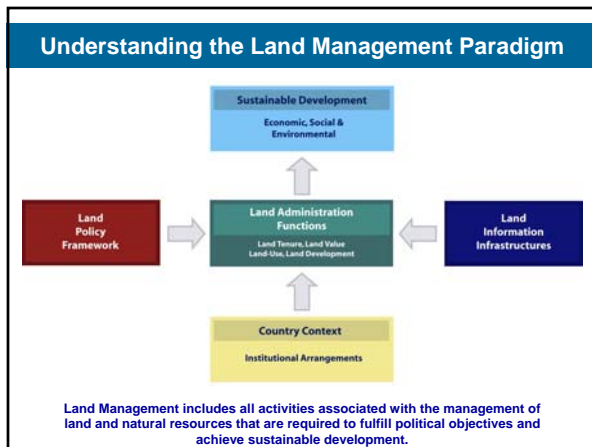 Understanding the Land Management Paradigm
Sustainable Development
Economic, Social &
Environmental
Land
Policy
Framework
Land Administration
Functions
Land Tenure, Land Value
Land-Use, Land Development
Land
Information
Infrastructures
Country Context
Institutional Arrangements
Land Management includes all activities associated with the management of
land and natural resources that are required to fulfill political objectives and
achieve sustainable development.